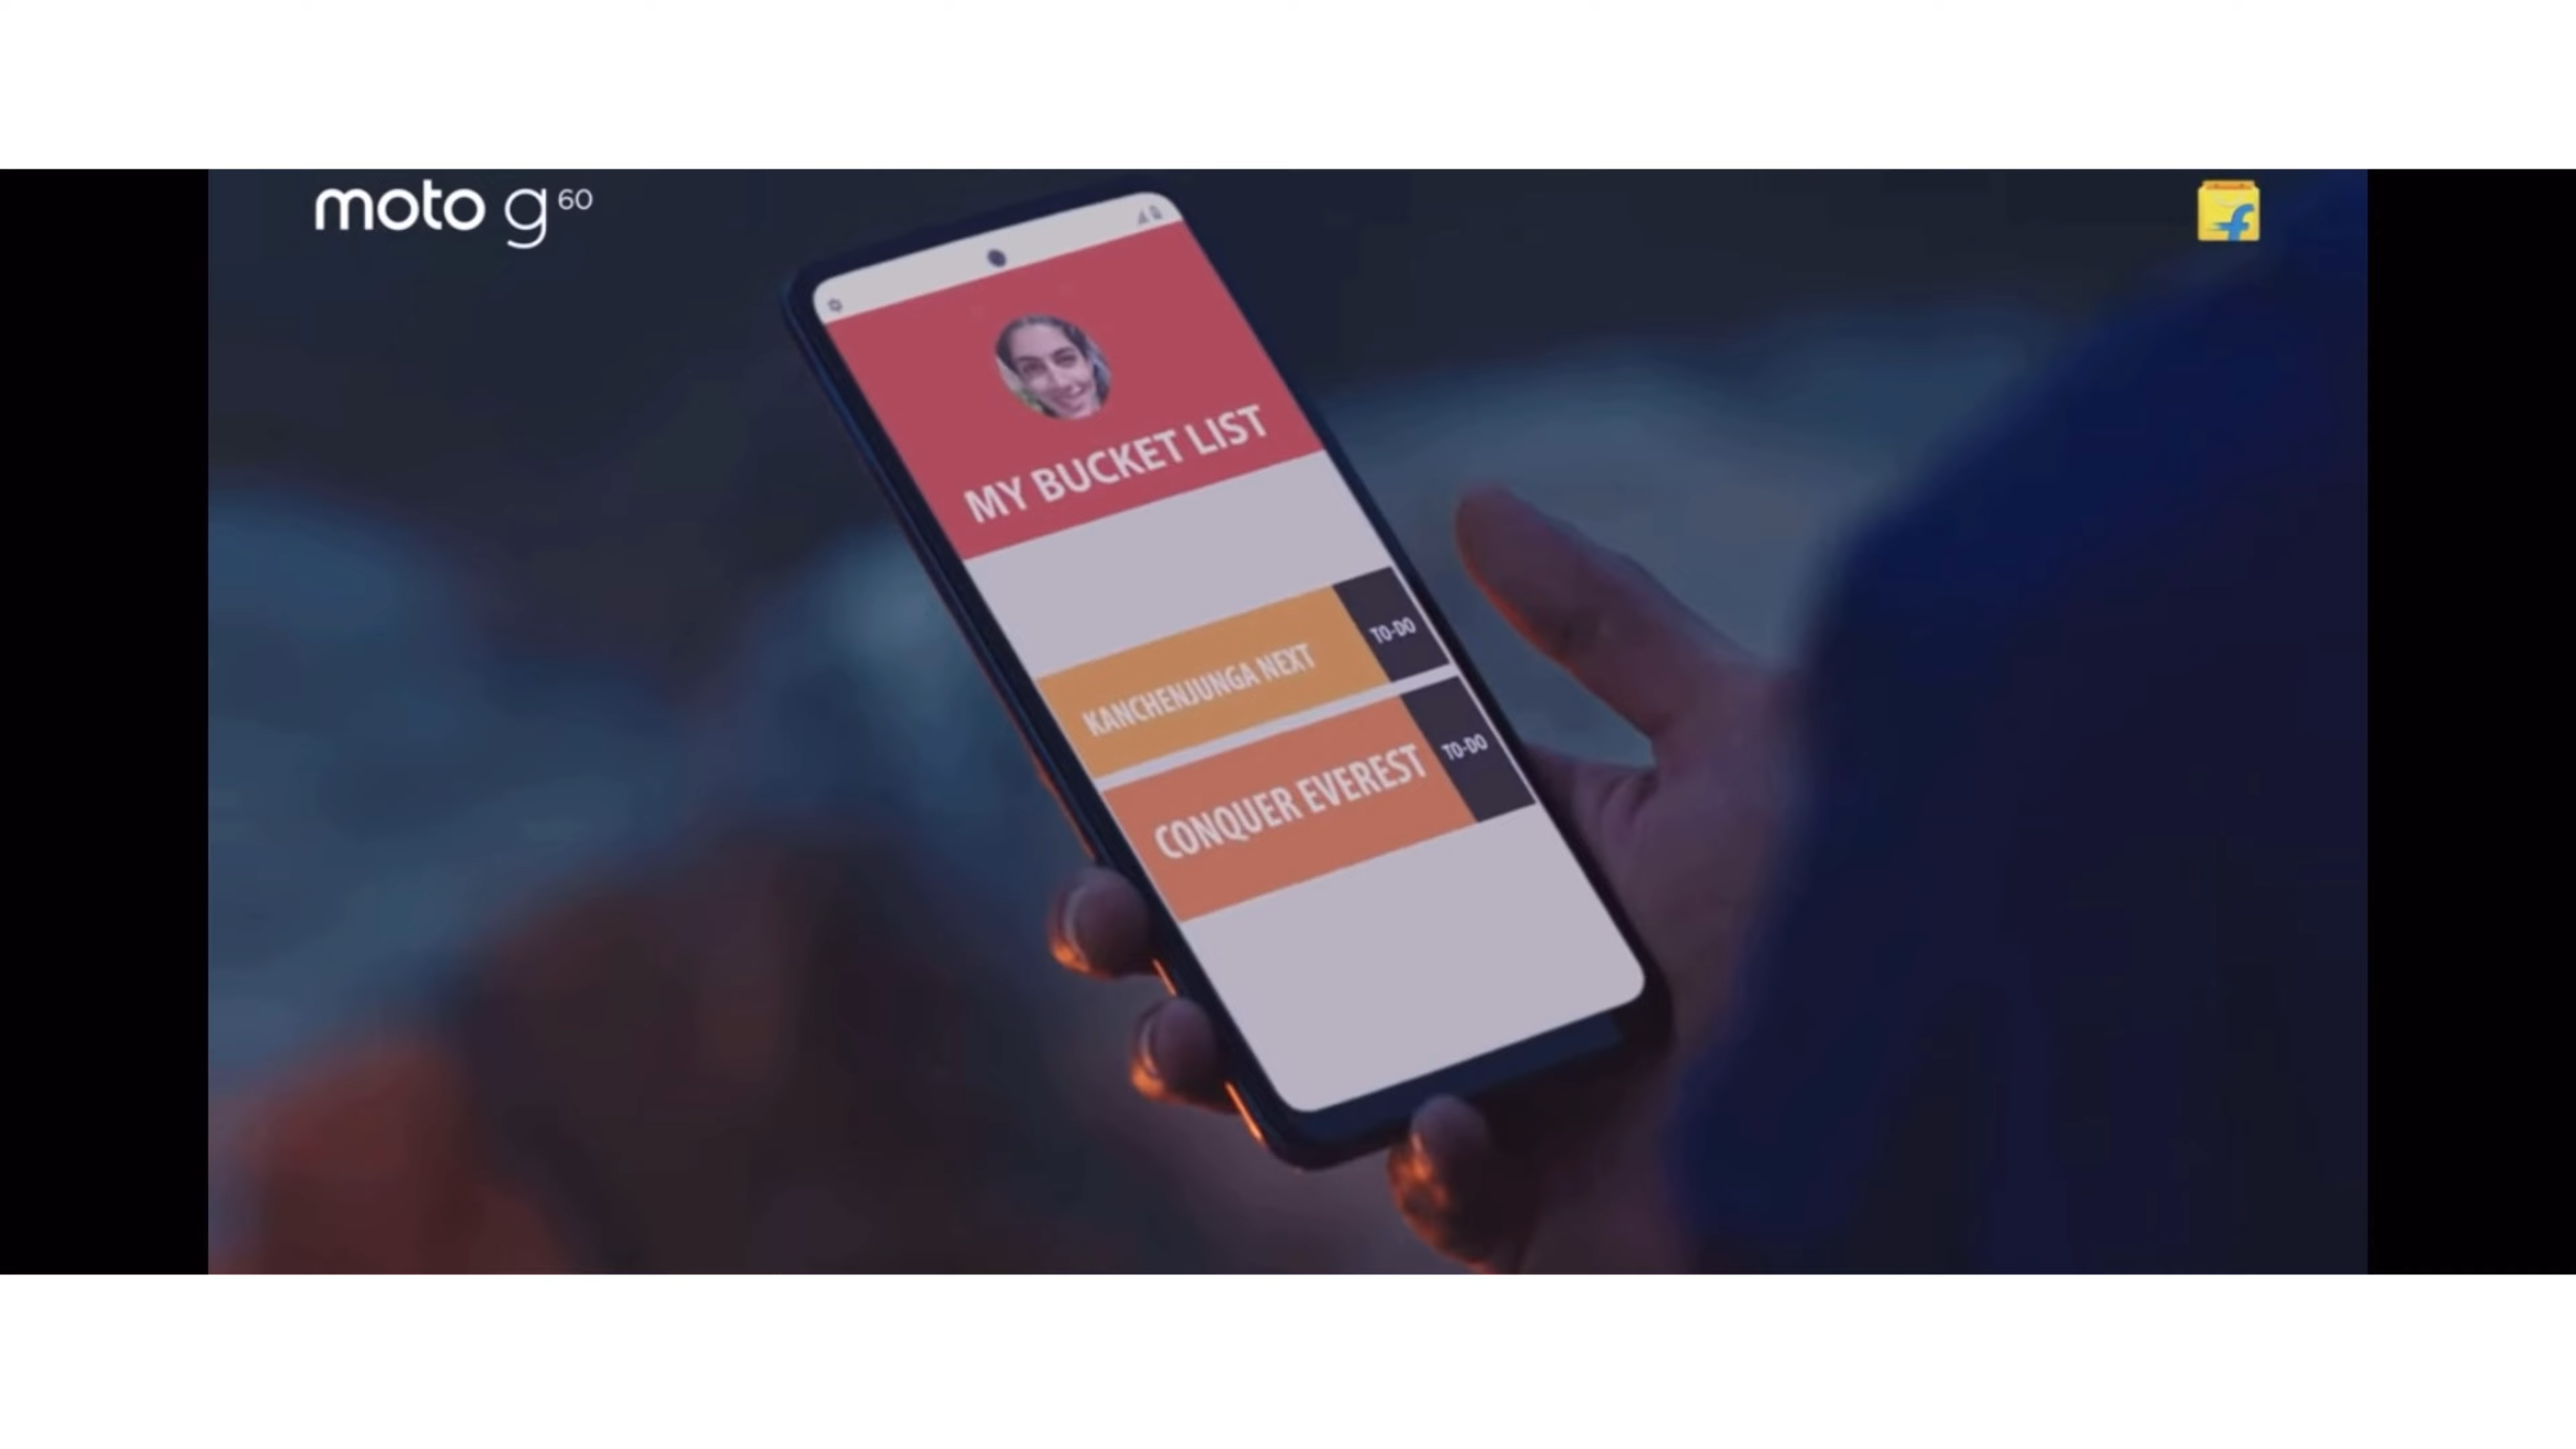 moto g60
MY BUCKET LIST
KANCHENJUNGA NEXT
TO-DO
CONQUER EVEREST
TO-DO